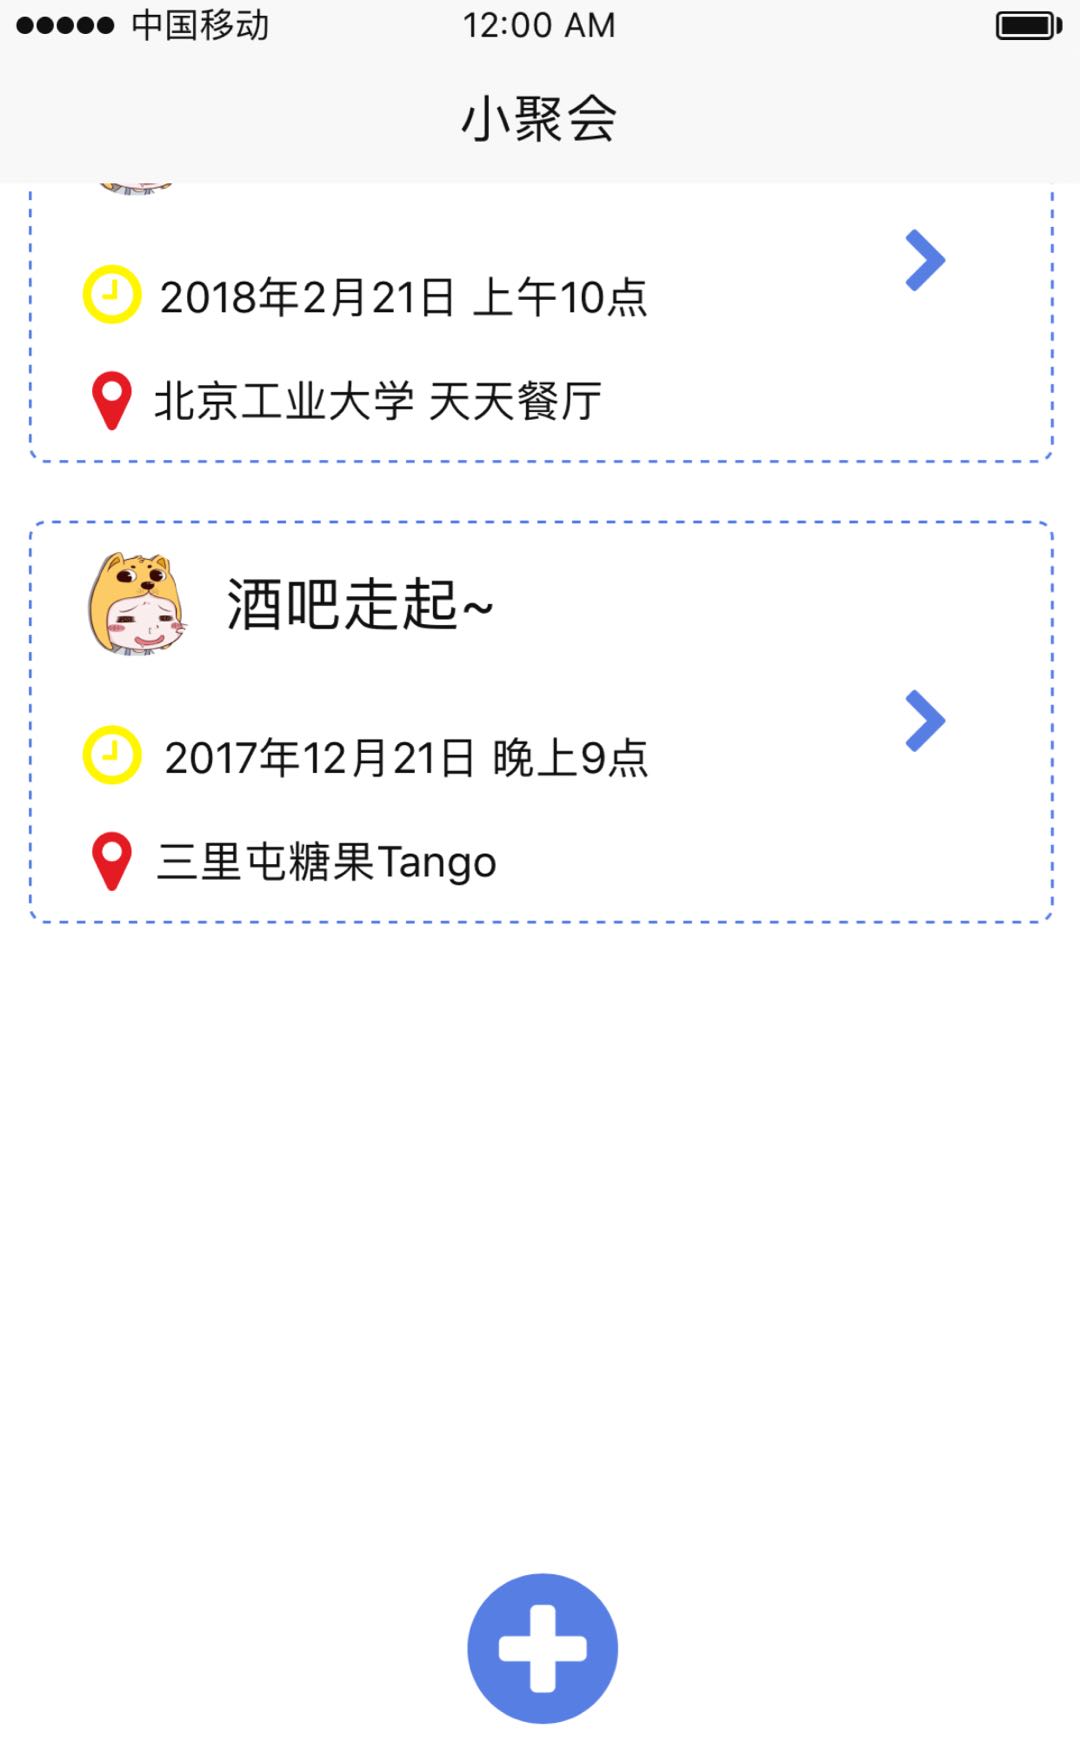 中国移动 12:00 AM
小聚会
2018年2月21日 上午10点
北京工业大学 天天餐厅
酒吧走起~
2017年12月21日 晚上9点
三里屯糖果Tango